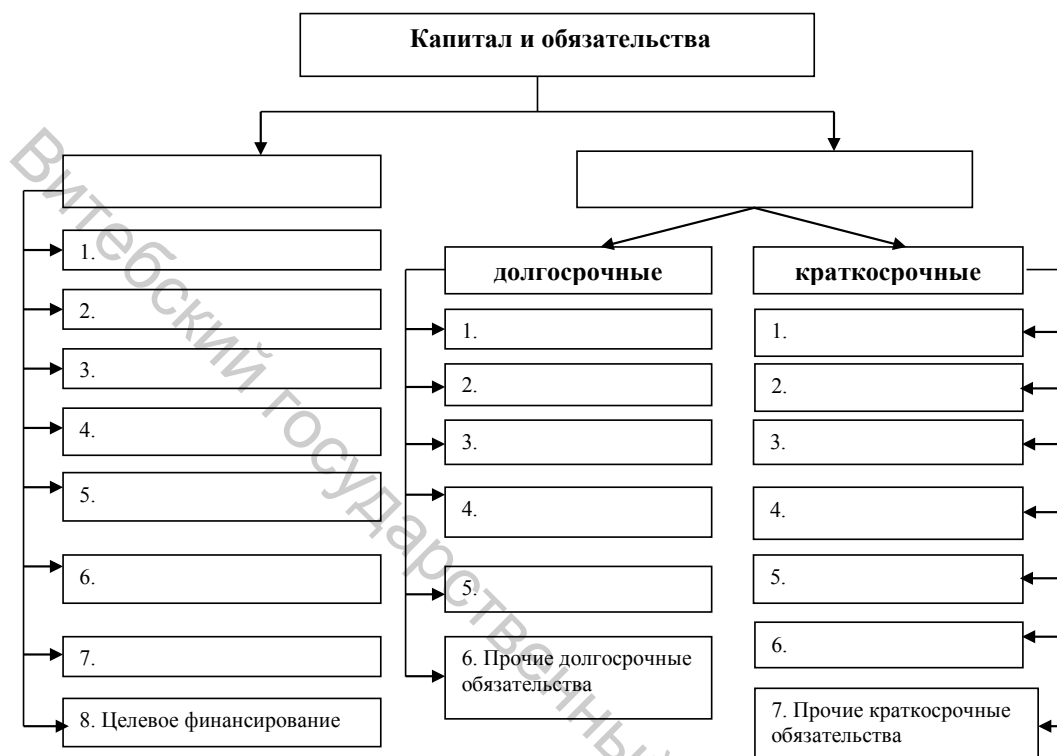 Капитал и обязательства
Витебский государственный
1.
2.
3.
4.
5.
6.
7.
8. Целевое финансирование
долгосрочные
1.
2.
3.
4.
5.
6. Прочие долгосрочные
обязательства
краткосрочные
1.
2.
3.
4.
5.
6.
7. Прочие краткосрочные
обязательства